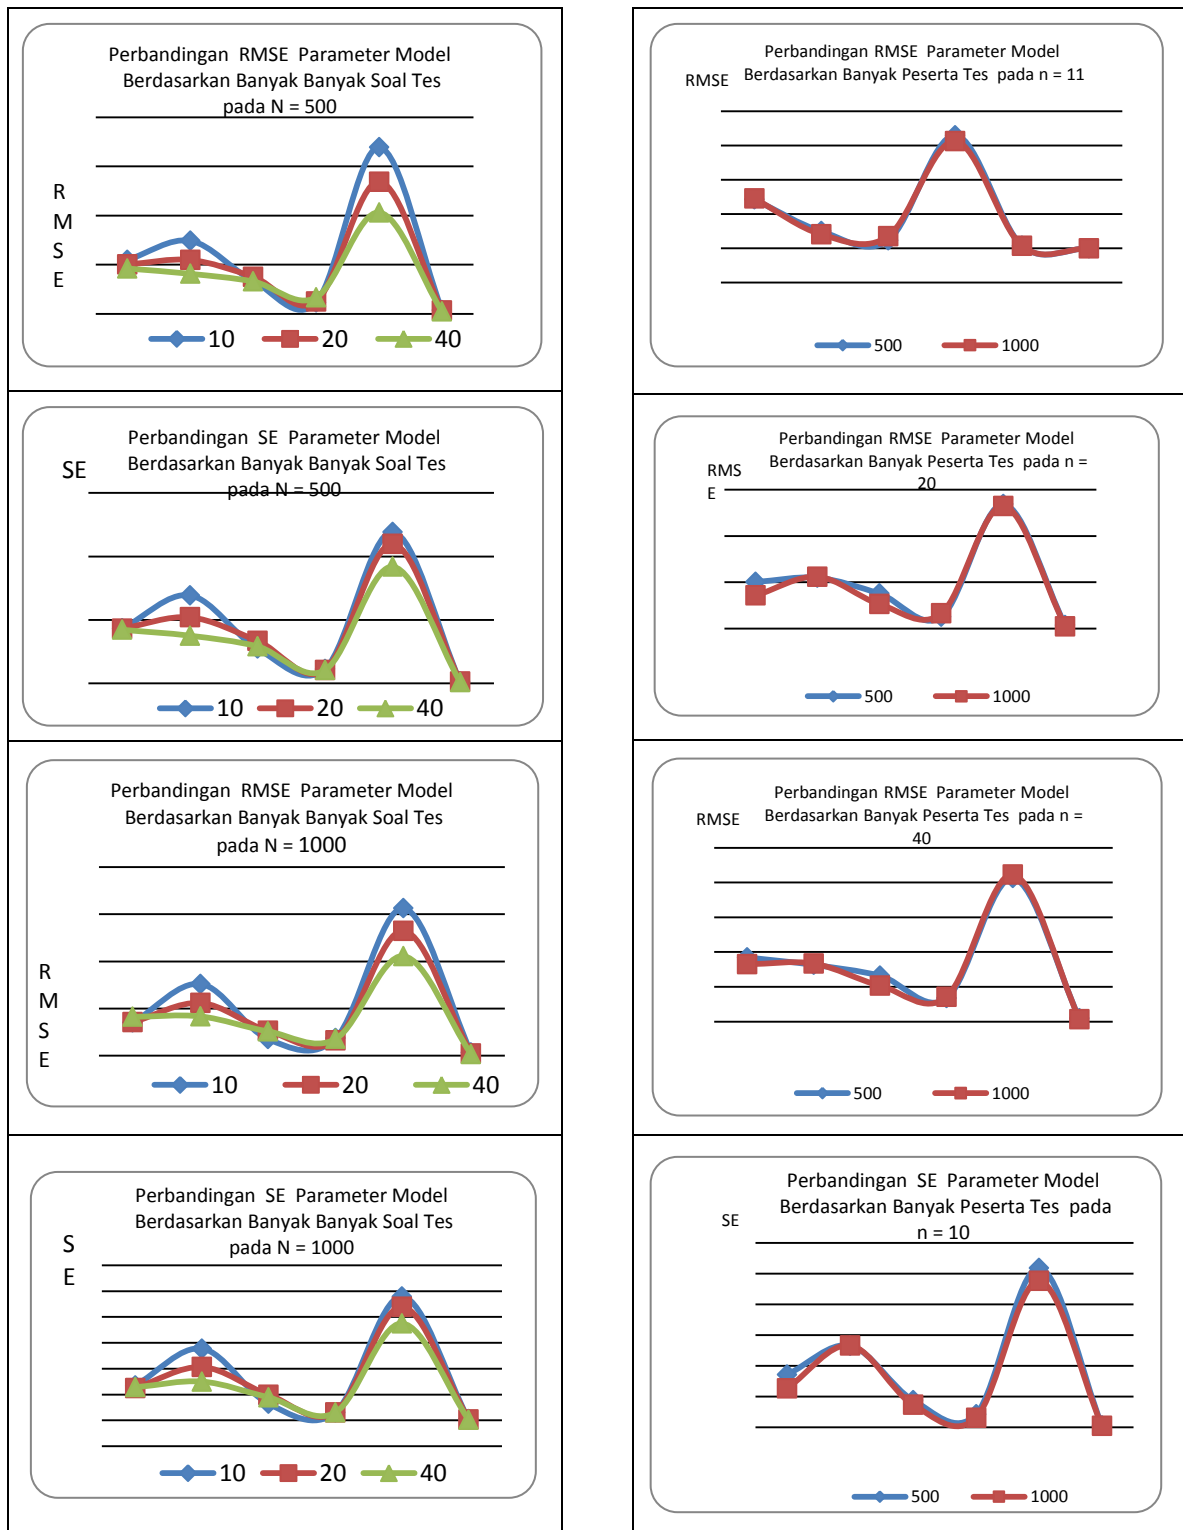 Perbandingan RMSE Parameter Model
Berdasarkan Banyak Banyak Soal Tes
pada N = 500
R
M
S
E
10 20 40
Perbandingan SE Parameter Model
Berdasarkan Banyak Banyak Soal Tes
pada N = 500
SE
10 20 40
Perbandingan RMSE Parameter Model
Berdasarkan Banyak Banyak Soal Tes
pada N = 1000
R
M
S
E
10 20 40
Perbandingan SE Parameter Model
Berdasarkan Banyak Banyak Soal Tes
pada N = 1000
S
E
10 20 40
Perbandingan RMSE Parameter Model
Berdasarkan Banyak Peserta Tes pada n = 11
RMSE
500 1000
Perbandingan RMSE Parameter Model
Berdasarkan Banyak Peserta Tes pada n =
20
RMS
E
500 1000
Perbandingan RMSE Parameter Model
Berdasarkan Banyak Peserta Tes pada n =
40
RMSE
500 1000
Perbandingan SE Parameter Model
Berdasarkan Banyak Peserta Tes pada
n = 10
SE
500 1000